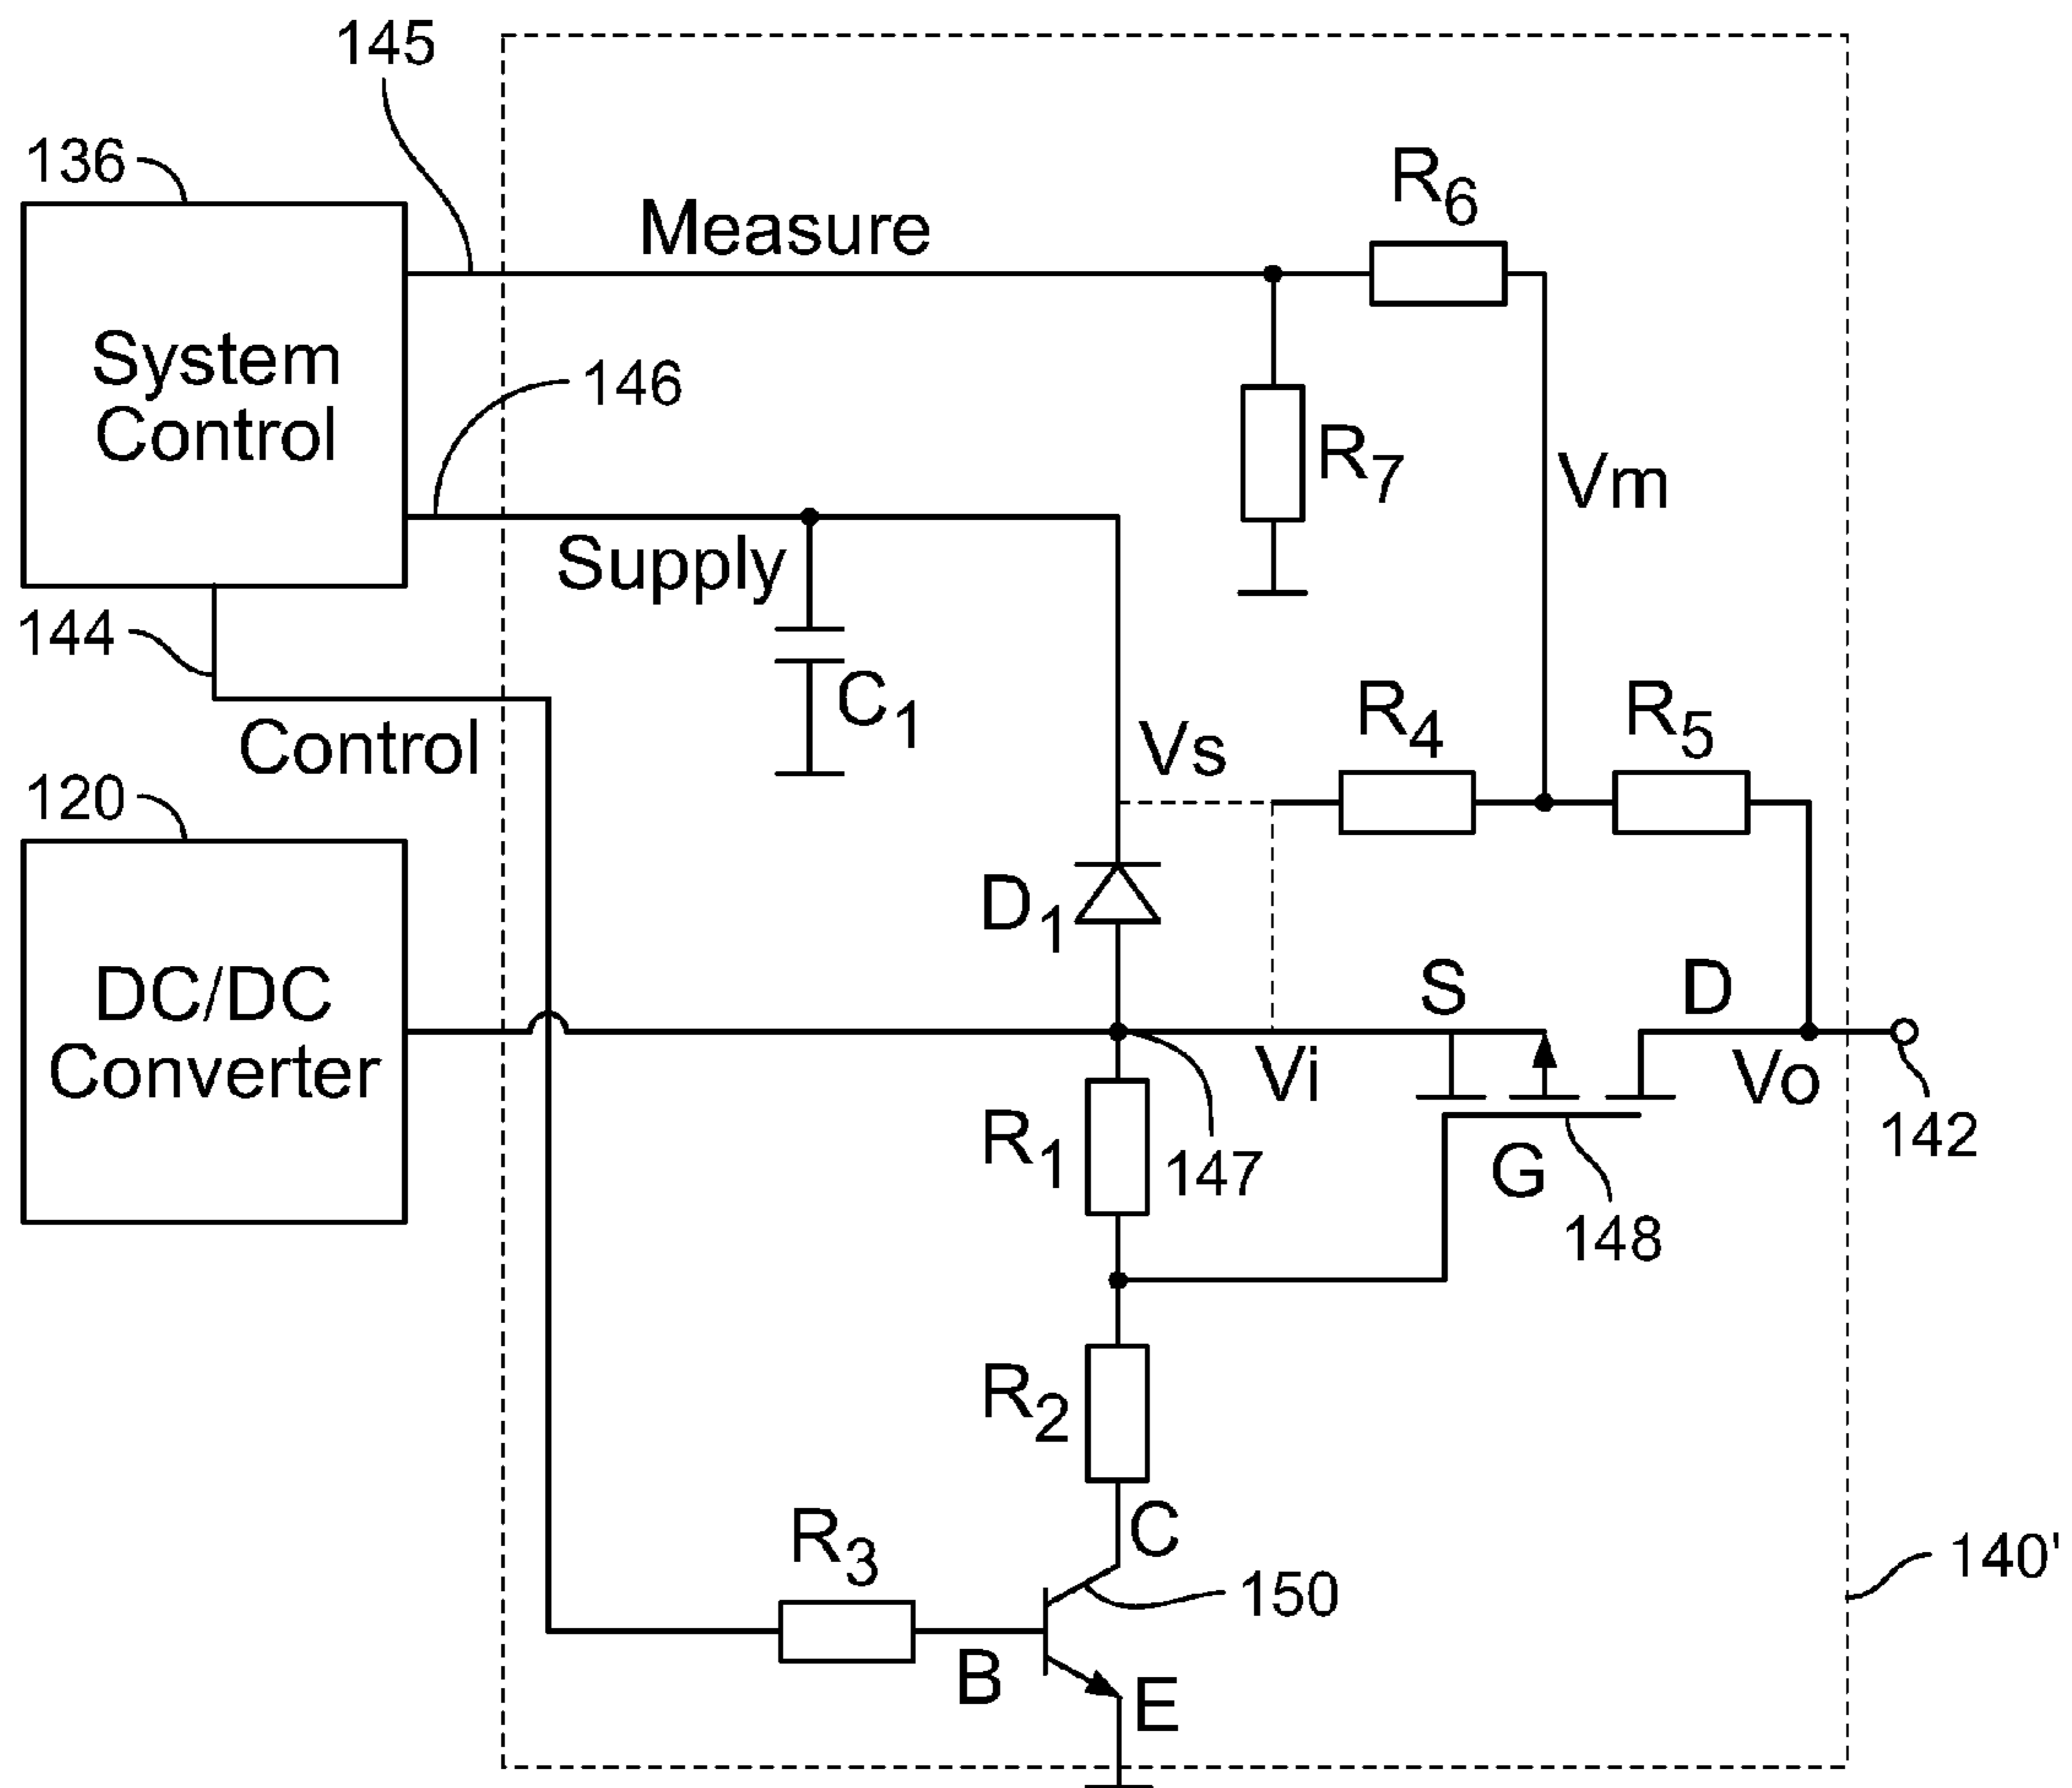 145
136
R6
Measure
System
Control
146
R7
Vm
Supply
144
C1
R4
R5
Control
Vs
120
D1
DC/DC
Converter
S
D
Vi
Vo
R1
147
G
142
148
R2
C
R3
150
140'
B
E